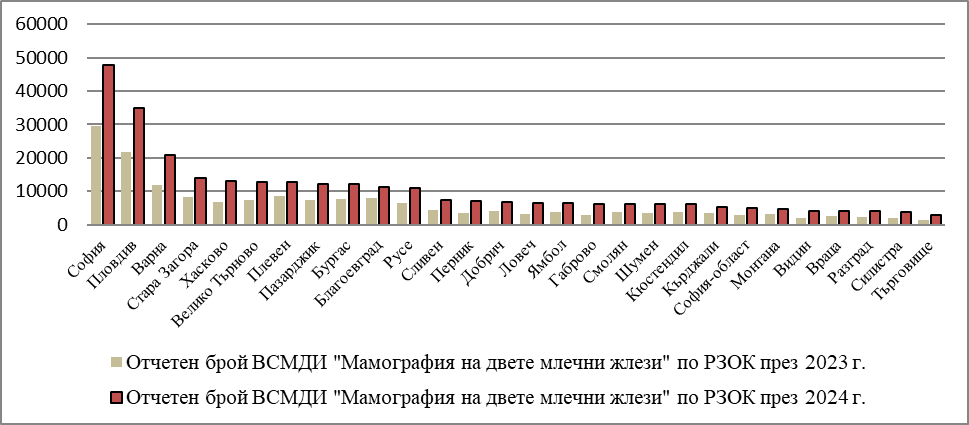 60000
50000
40000
30000
20000
10000
0
София
Пловдив
Варна
Стара Загора
Хасково
Велико Търново
Плевен
Пазарджик
Бургас
Благоевград
Русе
Сливен
Перник
Добрич
Ловеч
Ямбол
Габрово
Смолян
Шумен
Кюстендил
Кърджали
София-област
Монтана
Видин
Враца
Разград
Силистра
Търговище
Отчетен брой ВСМДИ "Мамография на двете млечни жлези" по РЗОК през 2023 г.
Отчетен брой ВСМДИ "Мамография на двете млечни жлези" по РЗОК през 2024 г.